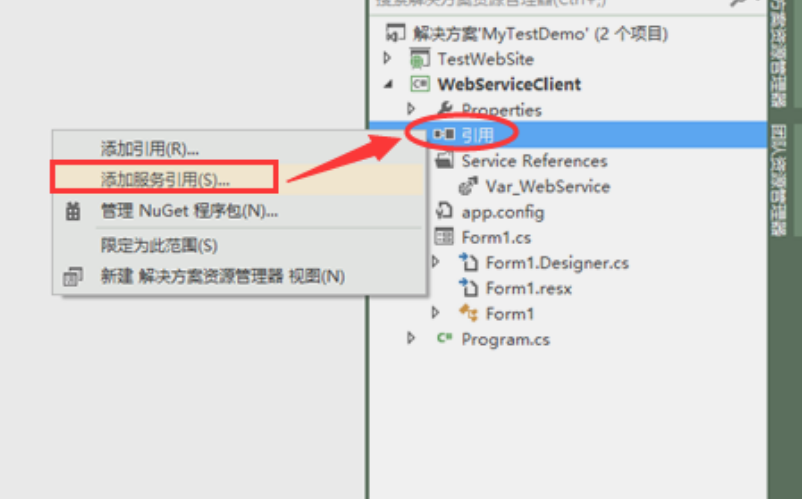 搜索解决方案资源管理器(Ctrl+;)
解决方案'MyTestDemo' (2 个项目)
TestWebSite
WebServiceClient
Properties
引用
Service References
Var_WebService
app.config
Form1.cs
Form1.Designer.cs
Form1.resx
Form1
Program.cs
添加引用(R)...
添加服务引用(S)...
管理 NuGet 程序包(N)...
限定为此范围(S)
新建 解决方案资源管理器 视图(N)
方案资源管理器
团队资源管理器